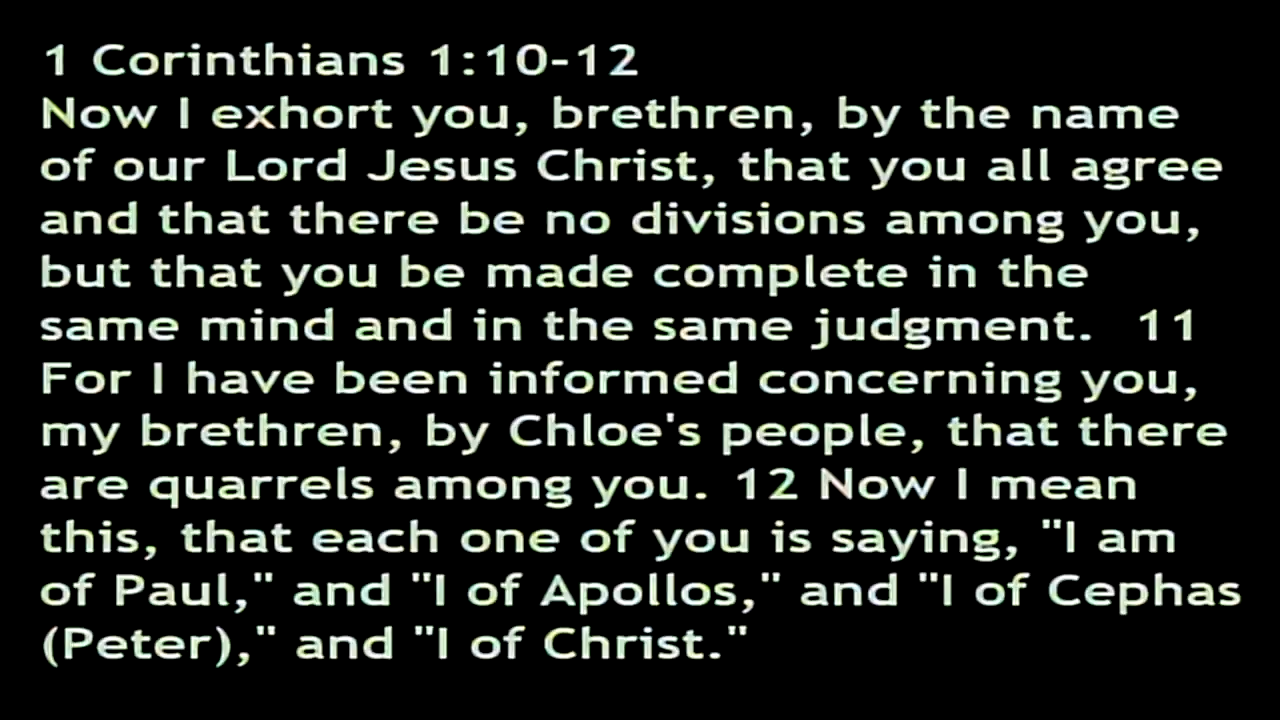 1 Corinthians 1:10-12
Now I exhort you, brethren, by the name
of our Lord Jesus Christ, that you all agree
and that there be no divisions among you,
but that you be made complete in the
same mind and in the same judgment.  11
For I have been informed concerning you,
my brethren, by Chloe's people, that there
are quarrels among you. 12 Now I mean
this, that each one of you is saying, "I am
of Paul," and "I of Apollos," and "I of Cephas
(Peter)," and "I of Christ."